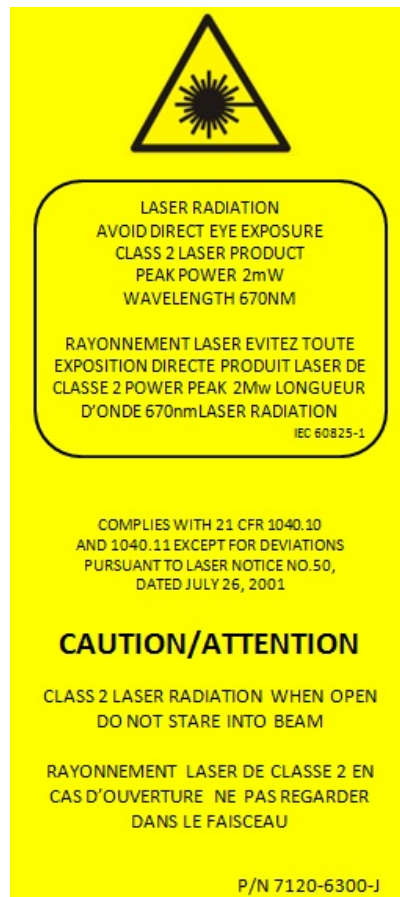 LASER RADIATION
AVOID DIRECT EYE EXPOSURE
CLASS 2 LASER PRODUCT
PEAK POWER 2mW
WAVELENGTH 670NM
RAYONNEMENT LASER EVITEZ TOUTE
EXPOSITION DIRECTE PRODUIT LASER DE
CLASSE 2 POWER PEAK 2Mw LONGUEUR
D'ONDE 670nmLASER RADIATION
IEC 60825-1
COMPLIES WITH 21 CFR 1040.10
AND 1040.11 EXCEPT FOR DEVIATIONS
PURSUANT TO LASER NOTICE NO.50,
DATED JULY 26, 2001
CAUTION/ATTENTION
CLASS 2 LASER RADIATION WHEN OPEN
DO NOT STARE INTO BEAM
RAYONNEMENT LASER DE CLASSE 2 EN
CAS D'OUVERTURE NE PAS REGARDER
DANS LE FAISCEAU
P/N 7120-6300-J